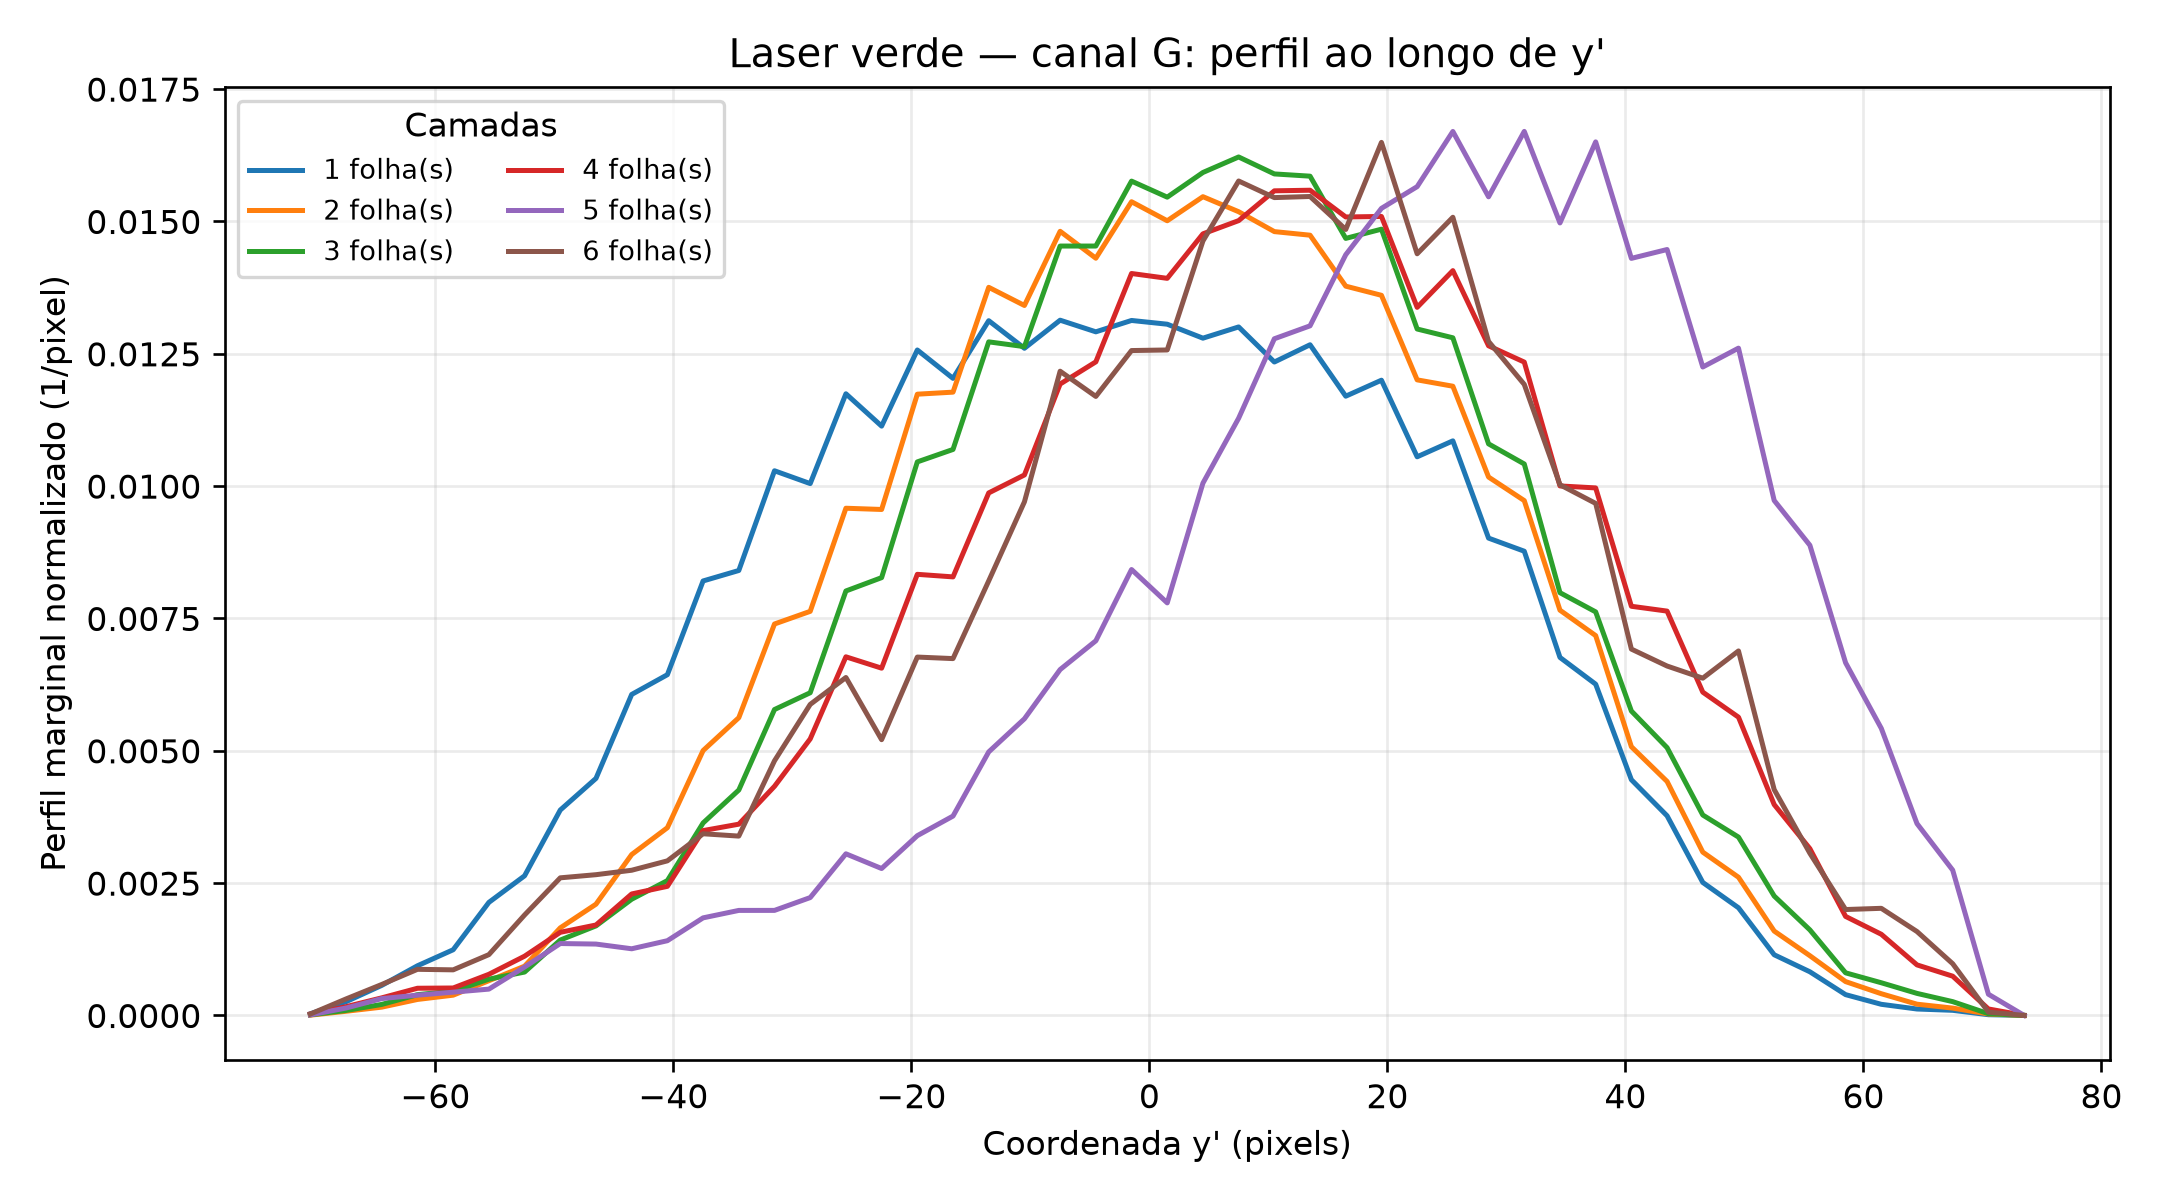 Laser verde — canal G: perfil ao longo de y'
Perfil marginal normalizado (1/pixel)
0.0175
0.0150
0.0125
0.0100
0.0075
0.0050
0.0025
0.0000
Camadas
1 folha(s)
2 folha(s)
3 folha(s)
4 folha(s)
5 folha(s)
6 folha(s)
−60 −40 −20 0 20 40 60 80
Coordenada y' (pixels)